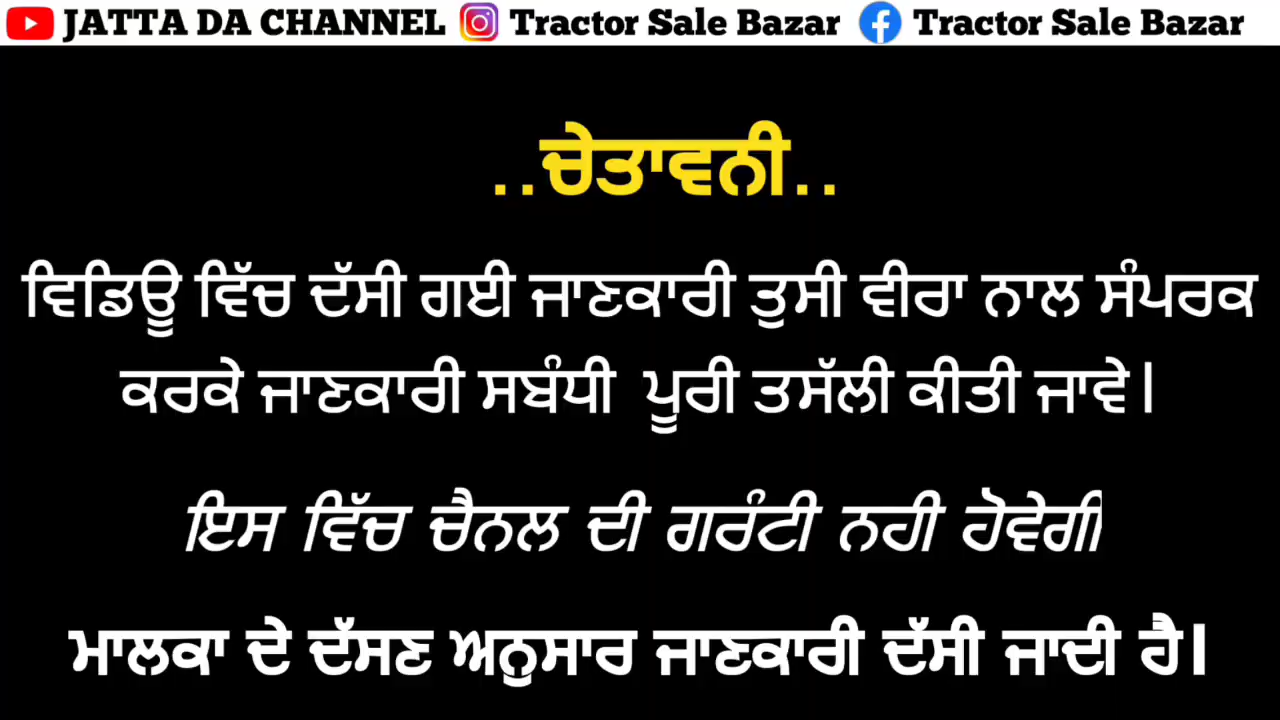 JATTA DA CHANNEL Tractor Sale Bazar Tractor Sale Bazar
..ਚੇਤਾਵਨੀ..
ਵਿਡਿਊ ਵਿੱਚ ਦੱਸੀ ਗਈ ਜਾਣਕਾਰੀ ਤੁਸੀ ਵੀਰਾ ਨਾਲ ਸੰਪਰਕ
ਕਰਕੇ ਜਾਣਕਾਰੀ ਸਬੰਧੀ ਪੂਰੀ ਤਸੱਲੀ ਕੀਤੀ ਜਾਵੇ।
ਇਸ ਵਿੱਚ ਚੈਨਲ ਦੀ ਗਰੰਟੀ ਨਹੀ ਹੋਵੇਗੀ
ਮਾਲਕਾ ਦੇ ਦੱਸਣ ਅਨੁਸਾਰ ਜਾਣਕਾਰੀ ਦੱਸੀ ਜਾਦੀ ਹੈ।